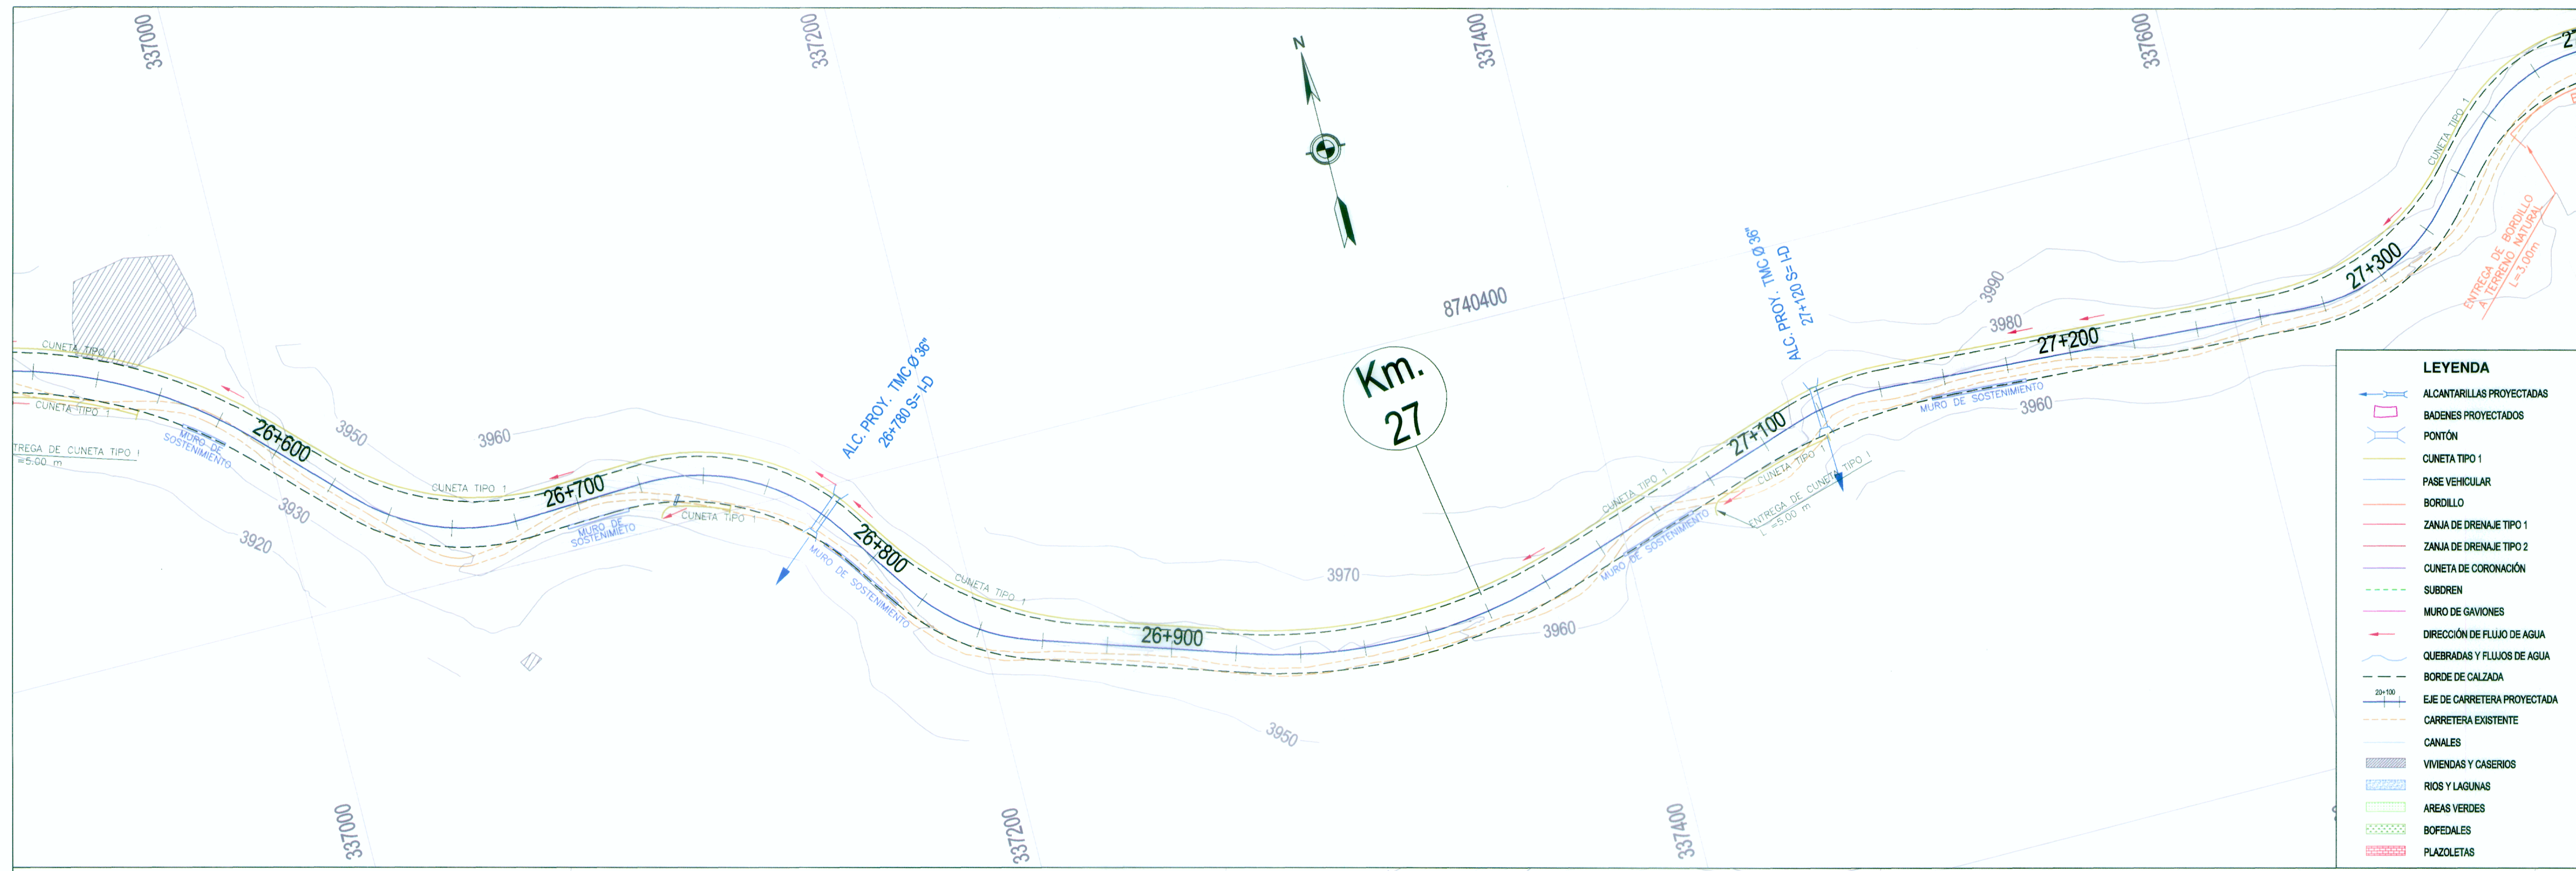 337000
337200
337400
337600
N
8740400
Km.
27
CUNETA TIPO 1
CUNETA TIPO 1
TREGA DE CUNETA TIPO I
=5.00 m
MURO DE
SOSTENIMIENTO
26+600
3950
3930
3920
3960
CUNETA TIPO 1
26+700
MURO DE
SOSTENIMIETO
CUNETA TIPO 1
ALC. PROY. TMC Ø 36"
26+780 S= I-D
26+800
MURO DE SOSTENIMIENTO
CUNETA TIPO 1
26+900
3970
3950
3960
CUNETA TIPO 1
MURO DE SOSTENIMIENTO
27+100
CUNETA TIPO 1
ENTREGA DE CUNETA TIPO I
L=5.00 m
ALC. PROY. TMC Ø 36"
27+120 S= I-D
3990
3980
27+200
MURO DE SOSTENIMIENTO
3960
27+300
CUNETA TIPO 1
CUNETA TIPO 1
ENTREGA DE BORDILLO
A TERRENO NATURAL
L=3.00m
27
337000
337200
337400
LEYENDA
ALCANTARILLAS PROYECTADAS
BADENES PROYECTADOS
PONTÓN
CUNETA TIPO 1
PASE VEHICULAR
BORDILLO
ZANJA DE DRENAJE TIPO 1
ZANJA DE DRENAJE TIPO 2
CUNETA DE CORONACIÓN
SUBDREN
MURO DE GAVIONES
DIRECCIÓN DE FLUJO DE AGUA
QUEBRADAS Y FLUJOS DE AGUA
BORDE DE CALZADA
20+100
EJE DE CARRETERA PROYECTADA
CARRETERA EXISTENTE
CANALES
VIVIENDAS Y CASERIOS
RIOS Y LAGUNAS
AREAS VERDES
BOFEDALES
PLAZOLETAS